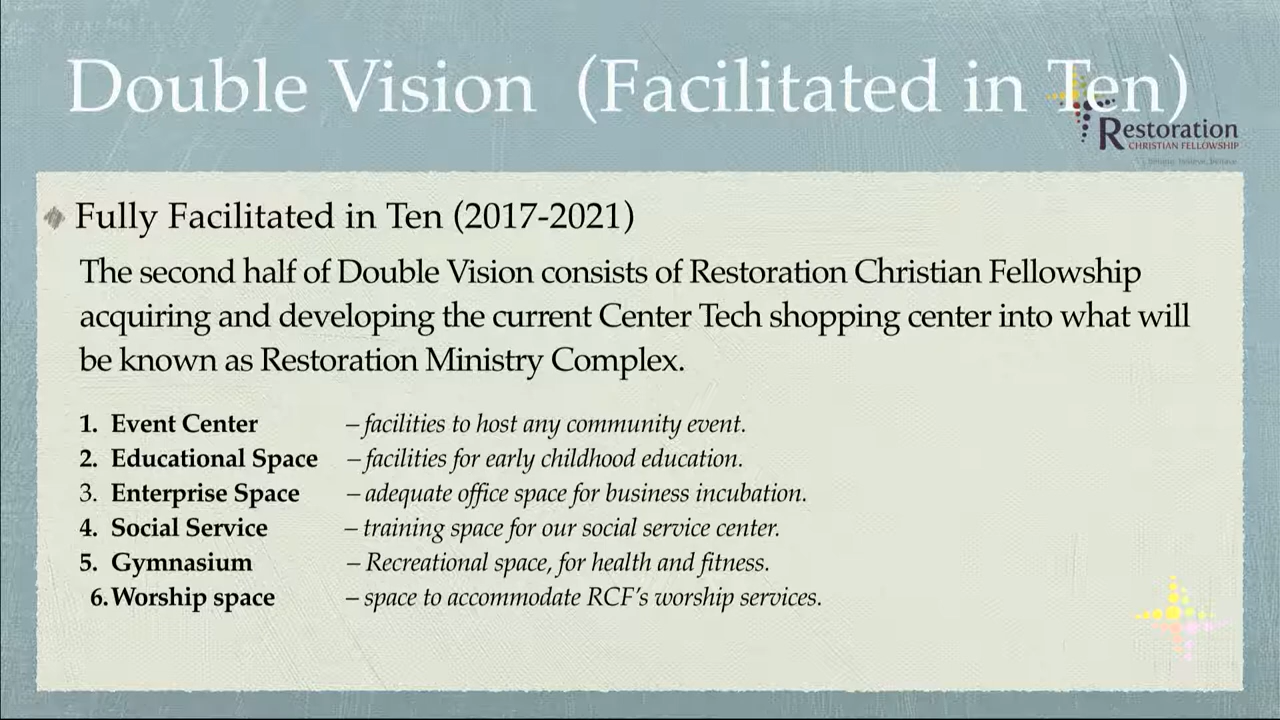 Double Vision (Facilitated in Ten)
Restoration
CHRISTIAN FELLOWSHIP
Fully Facilitated in Ten (2017-2021)
The second half of Double Vision consists of Restoration Christian Fellowship
acquiring and developing the current Center Tech shopping center into what will
be known as Restoration Ministry Complex.
1. Event Center – facilities to host any community event.
2. Educational Space – facilities for early childhood education.
3. Enterprise Space – adequate office space for business incubation.
4. Social Service – training space for our social service center.
5. Gymnasium – Recreational space, for health and fitness.
6. Worship space – space to accommodate RCF’s worship services.